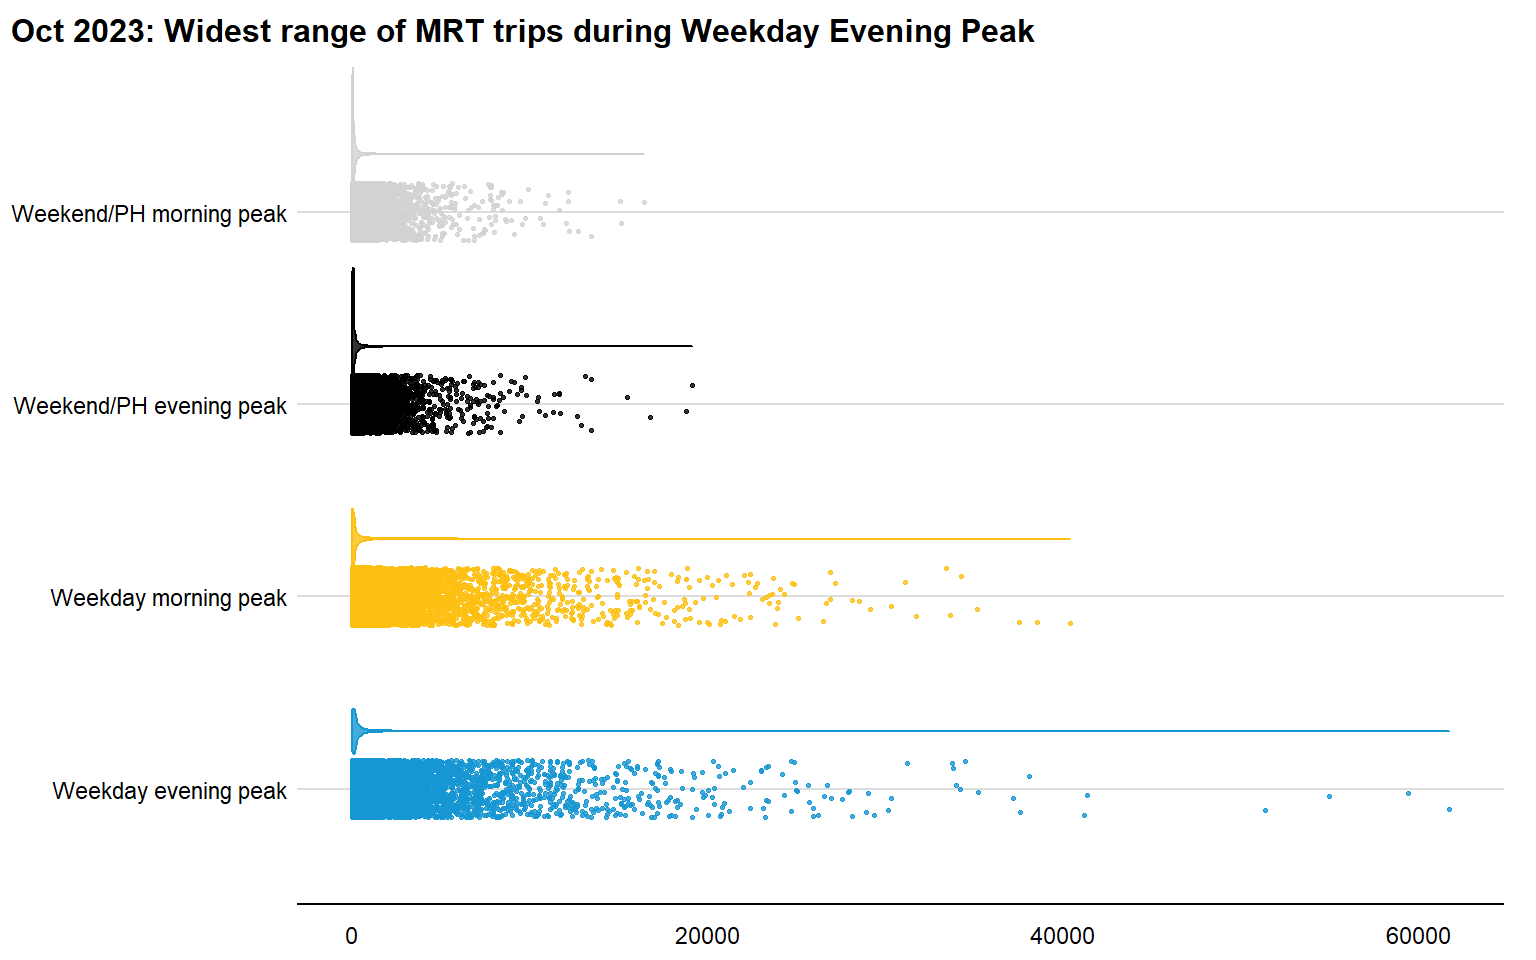 Oct 2023: Widest range of MRT trips during Weekday Evening Peak
Weekend/PH morning peak
Weekend/PH evening peak
Weekday morning peak
Weekday evening peak
0 20000 40000 60000